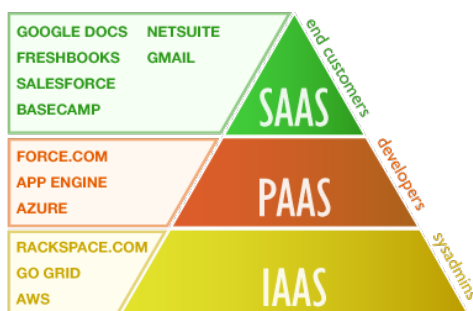 GOOGLE DOCS NETSUITE
FRESHBOOKS GMAIL
SALESFORCE
BASECAMP
SAAS
end customers
FORCE.COM
APP ENGINE
AZURE
PAAS
developers
RACKSPACE.COM
GO GRID
AWS
IAAS
sysadmins